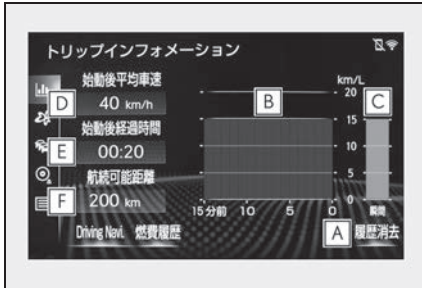 トリップインフォメーション
始動後平均車速
D 40 km/h
始動後経過時間
E 00:20
航続可能距離
F 200 km
Driving Navi. 燃費履歴
B
km/L
C
20
15
10
5
0
15分前 10 5 0 瞬間
A 履歴消去